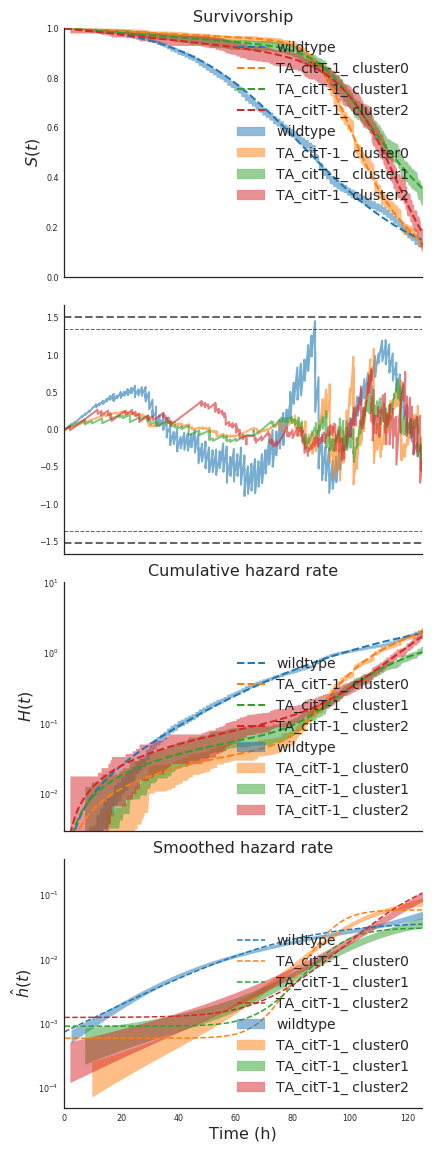 Survivorship
1.0
0.8
0.6
0.4
0.2
0.0
S(t)
wildtype
TA_citT-1_ cluster0
TA_citT-1_ cluster1
TA_citT-1_ cluster2
wildtype
TA_citT-1_ cluster0
TA_citT-1_ cluster1
TA_citT-1_ cluster2
1.5
1.0
0.5
0.0
−0.5
−1.0
−1.5
Cumulative hazard rate
10¹
10⁰
10⁻¹
10⁻²
H(t)
wildtype
TA_citT-1_ cluster0
TA_citT-1_ cluster1
TA_citT-1_ cluster2
wildtype
TA_citT-1_ cluster0
TA_citT-1_ cluster1
TA_citT-1_ cluster2
Smoothed hazard rate
10⁻¹
10⁻²
10⁻³
10⁻⁴
ĥ(t)
wildtype
TA_citT-1_ cluster0
TA_citT-1_ cluster1
TA_citT-1_ cluster2
wildtype
TA_citT-1_ cluster0
TA_citT-1_ cluster1
TA_citT-1_ cluster2
0 20 40 60 80 100 120
Time (h)